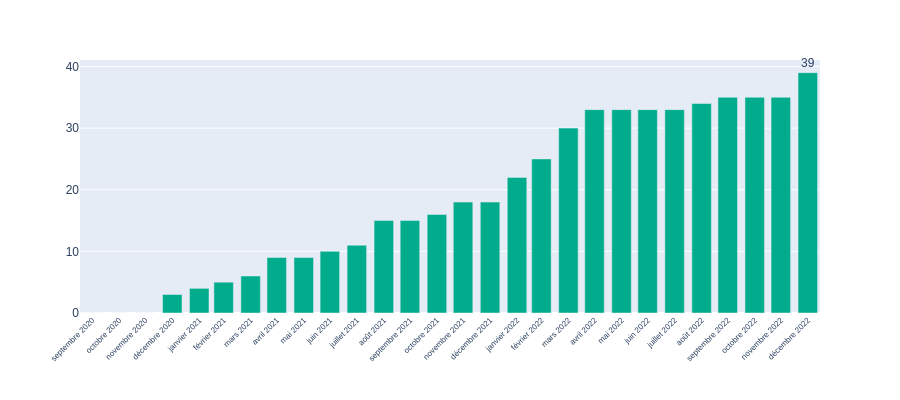 39
40
30
20
10
0
septembre 2020
octobre 2020
novembre 2020
décembre 2020
janvier 2021
février 2021
mars 2021
avril 2021
mai 2021
juin 2021
juillet 2021
août 2021
septembre 2021
octobre 2021
novembre 2021
décembre 2021
janvier 2022
février 2022
mars 2022
avril 2022
mai 2022
juin 2022
juillet 2022
août 2022
septembre 2022
octobre 2022
novembre 2022
décembre 2022